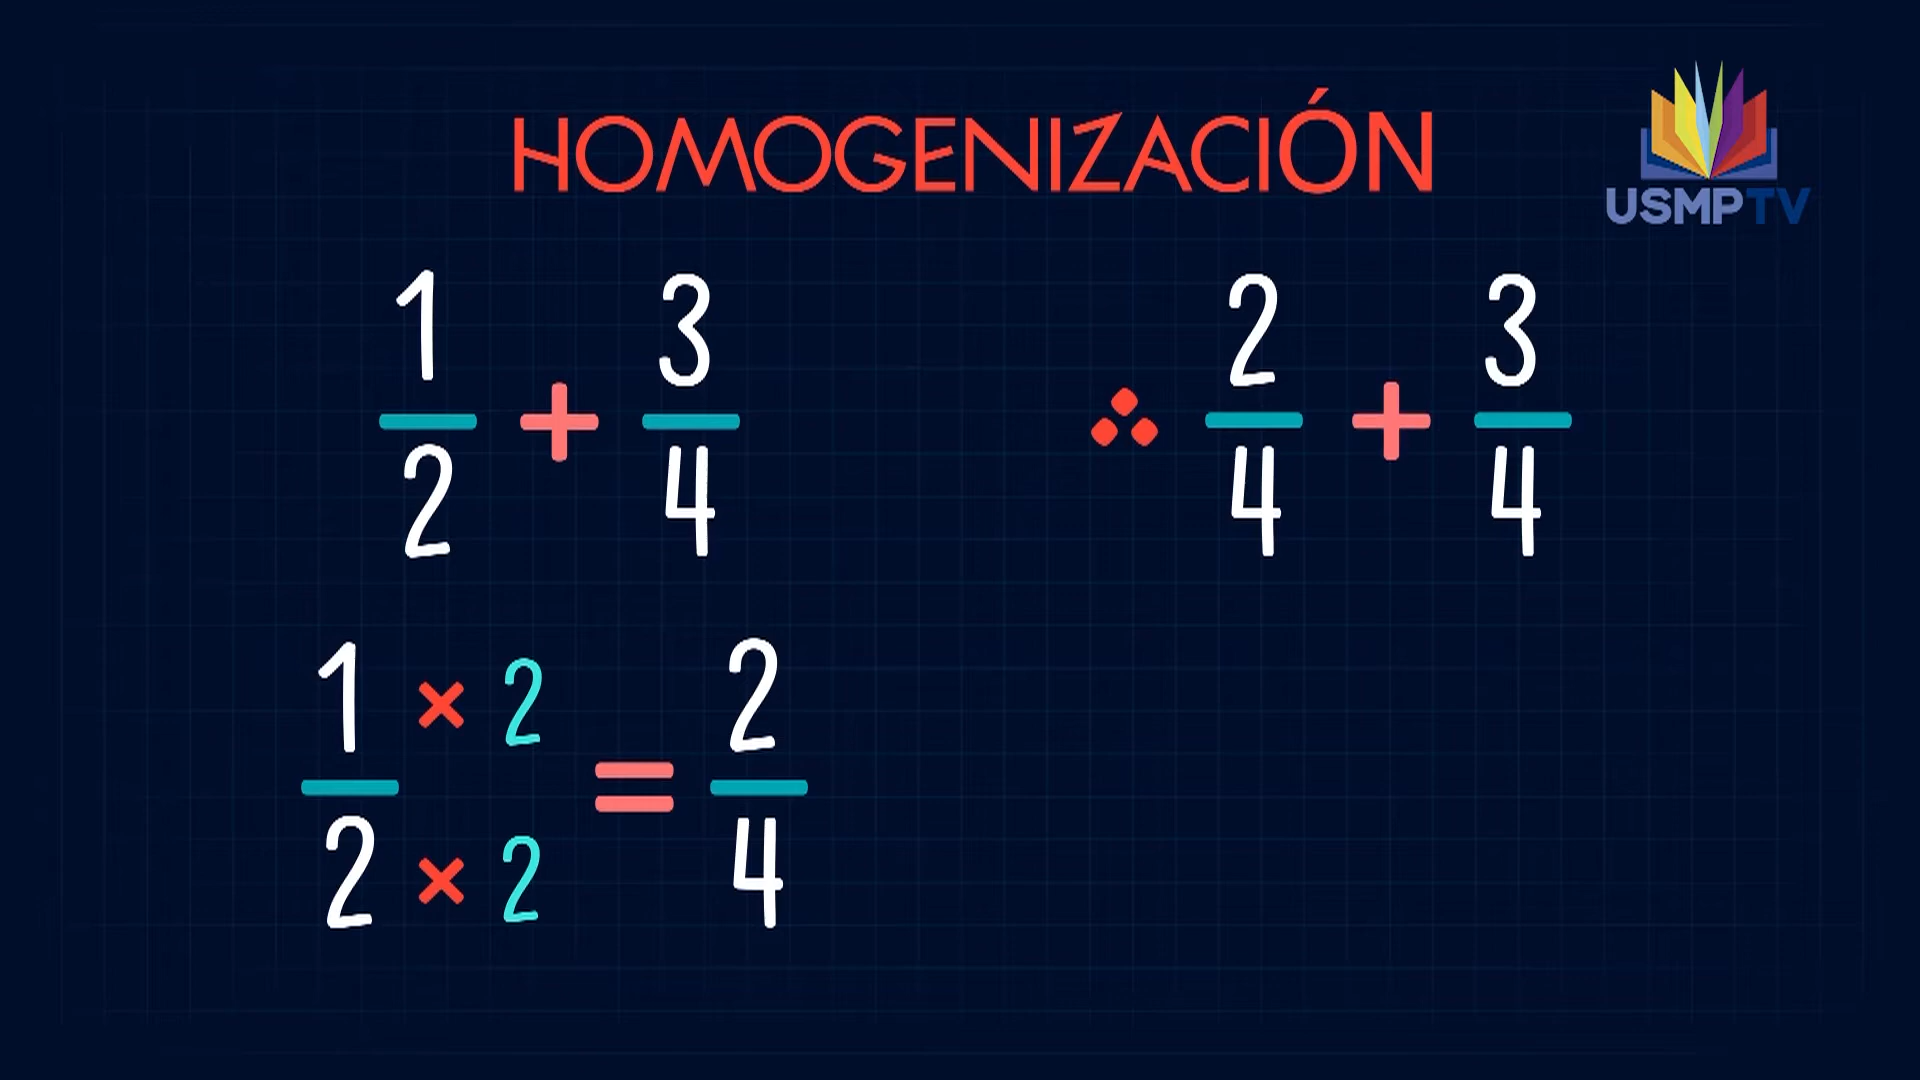 HOMOGENIZACIÓN
USMPTV
1/2 + 3/4
∴ 2/4 + 3/4
1 × 2 / 2 × 2 = 2/4